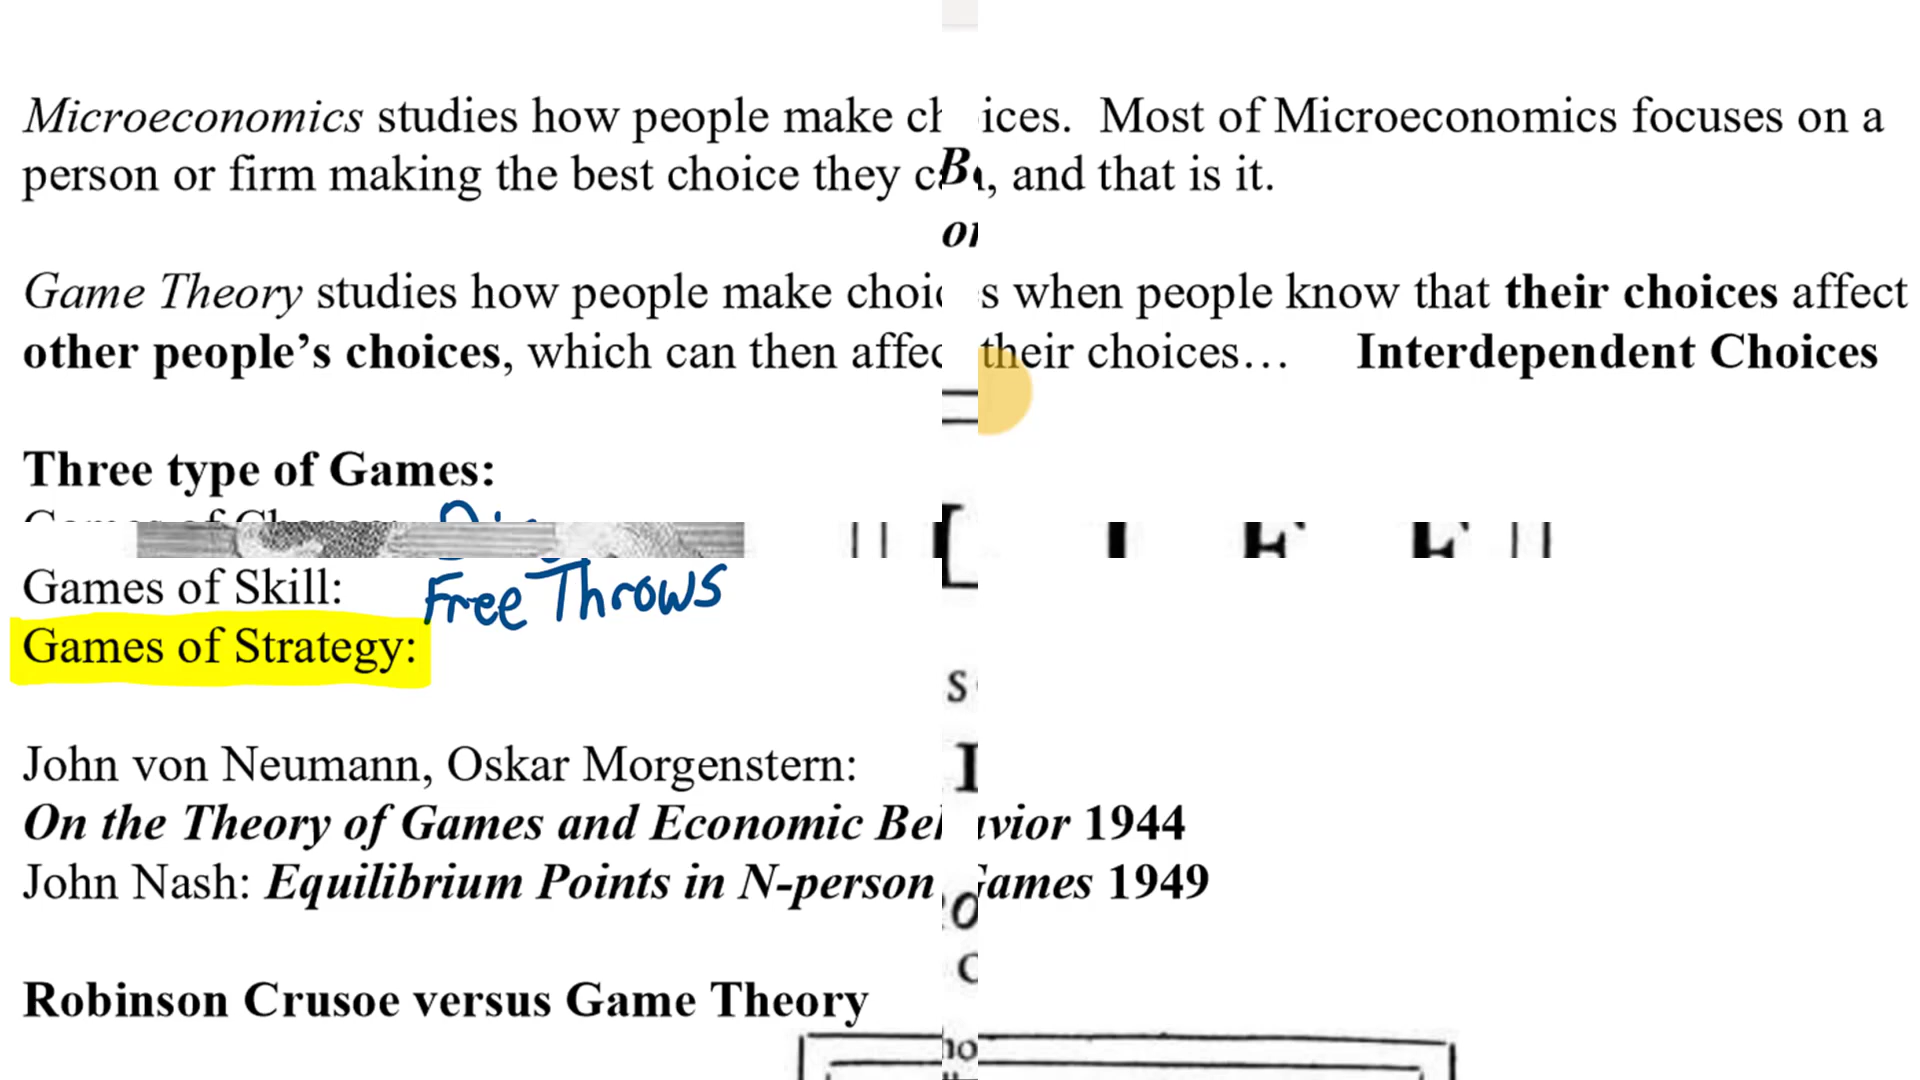 Microeconomics studies how people make ch ices. Most of Microeconomics focuses on a
person or firm making the best choice they , and that is it.
Game Theory studies how people make choic s when people know that their choices affect
other people’s choices, which can then affec their choices… Interdependent Choices
Three type of Games:
Games of Skill: Free Throws
Games of Strategy:
John von Neumann, Oskar Morgenstern:
On the Theory of Games and Economic Be avior 1944
John Nash: Equilibrium Points in N-person Games 1949
Robinson Crusoe versus Game Theory